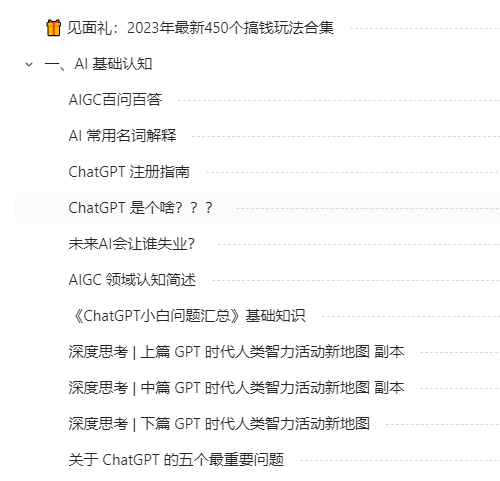 见面礼：2023年最新450个搞钱玩法合集
一、AI 基础认知
AIGC百问百答
AI 常用名词解释
ChatGPT 注册指南
ChatGPT 是个啥？？？
未来AI会让谁失业？
AIGC 领域认知简述
《ChatGPT小白问题汇总》基础知识
深度思考 | 上篇 GPT 时代人类智力活动新地图 副本
深度思考 | 中篇 GPT 时代人类智力活动新地图 副本
深度思考 | 下篇 GPT 时代人类智力活动新地图
关于 ChatGPT 的五个最重要问题